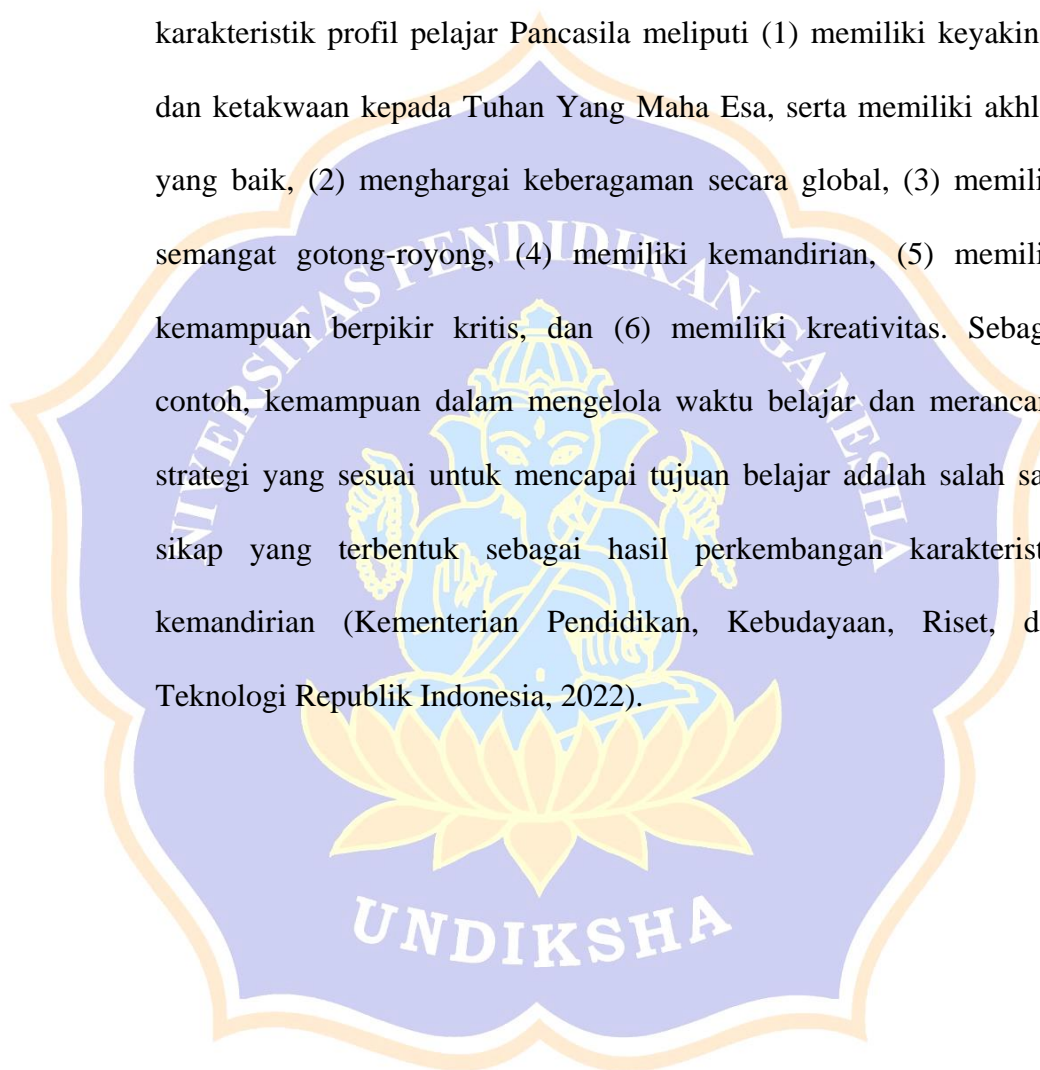 karakteristik profil pelajar Pancasila meliputi (1) memiliki keyakin
dan ketakwaan kepada Tuhan Yang Maha Esa, serta memiliki akhl
yang baik, (2) menghargai keberagaman secara global, (3) memili
semangat gotong-royong, (4) memiliki kemandirian, (5) memili
kemampuan berpikir kritis, dan (6) memiliki kreativitas. Sebag
contoh, kemampuan dalam mengelola waktu belajar dan merancan
strategi yang sesuai untuk mencapai tujuan belajar adalah salah sa
sikap yang terbentuk sebagai hasil perkembangan karakterist
kemandirian (Kementerian Pendidikan, Kebudayaan, Riset, d
Teknologi Republik Indonesia, 2022).
UNIVERSITAS PENDIDIKAN GANESHA
UNDIKSHA